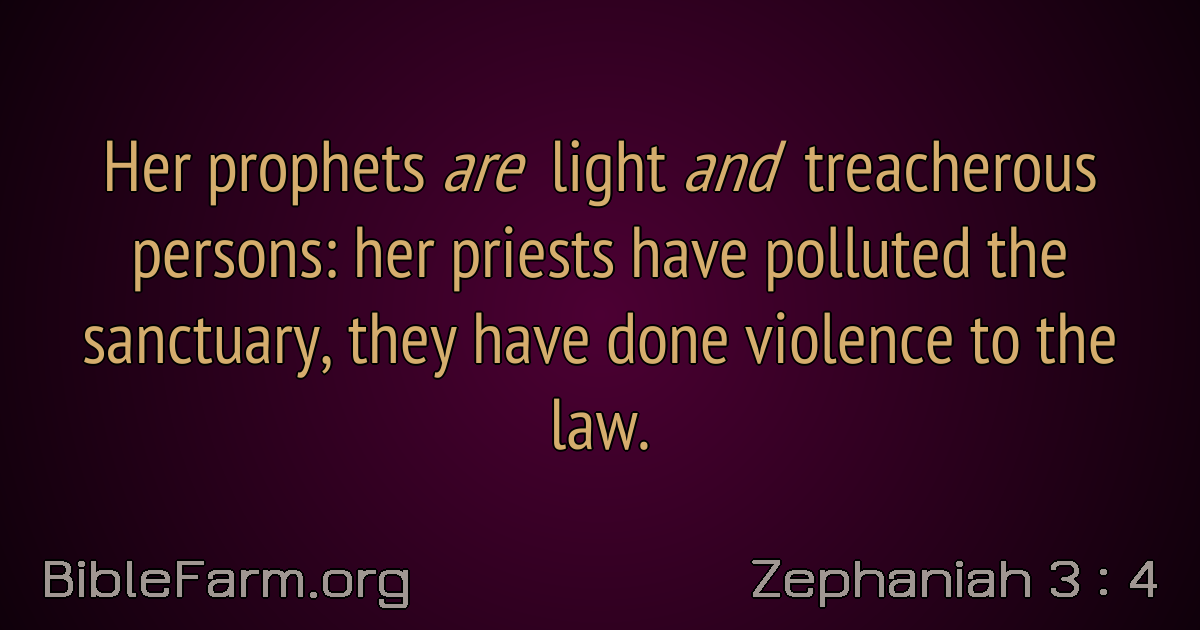 Her prophets are light and treacherous
persons: her priests have polluted the
sanctuary, they have done violence to the
law.
BibleFarm.org
Zephaniah 3 : 4